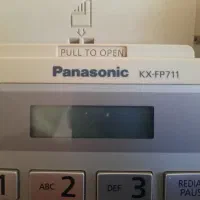 PULL TO OPEN
Panasonic KX-FP711
1 ABC 2 DEF 3 REDIA
PAUS